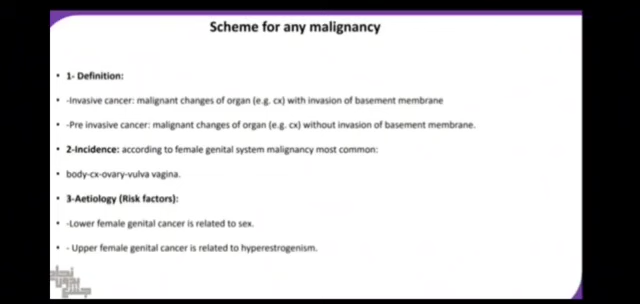 Scheme for any malignancy
• 1- Definition:
• -Invasive cancer: malignant changes of organ (e.g. cx) with invasion of basement membrane
• -Pre invasive cancer: malignant changes of organ (e.g. cx) without invasion of basement membrane.
• 2-Incidence: according to female genital system malignancy most common:
• body-cx-ovary-vulva vagina.
• 3-Aetiology (Risk factors):
• -Lower female genital cancer is related to sex.
• - Upper female genital cancer is related to hyperestrogenism.